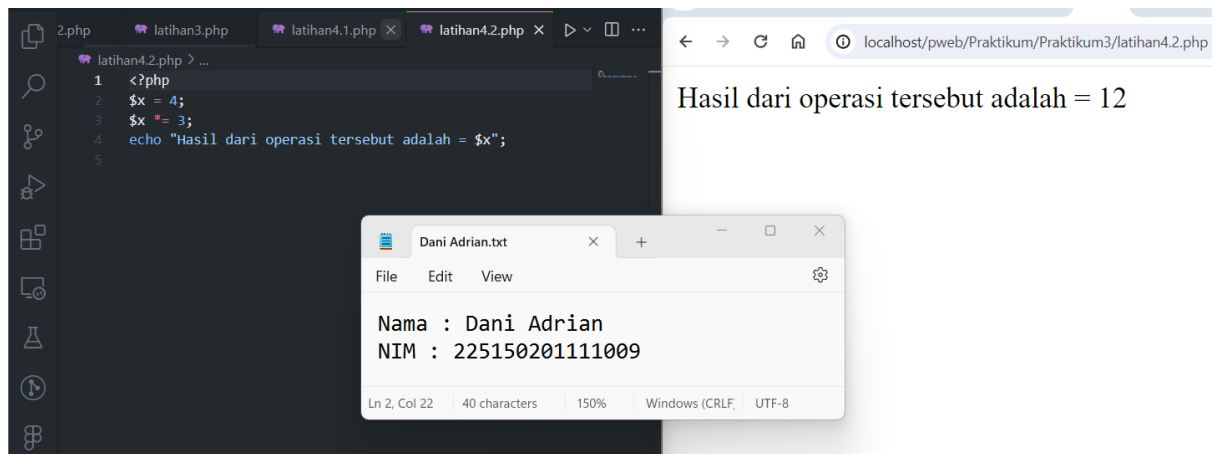 2.php
latihan3.php
latihan4.1.php
latihan4.2.php
latihan4.2.php > ...
1 <?php
2 $x = 4;
3 $x *= 3;
4 echo "Hasil dari operasi tersebut adalah = $x";
5
localhost/pweb/Praktikum/Praktikum3/latihan4.2.php
Hasil dari operasi tersebut adalah = 12
Dani Adrian.txt
File Edit View
Nama : Dani Adrian
NIM : 225150201111009
Ln 2, Col 22 40 characters 150% Windows (CRLF, UTF-8